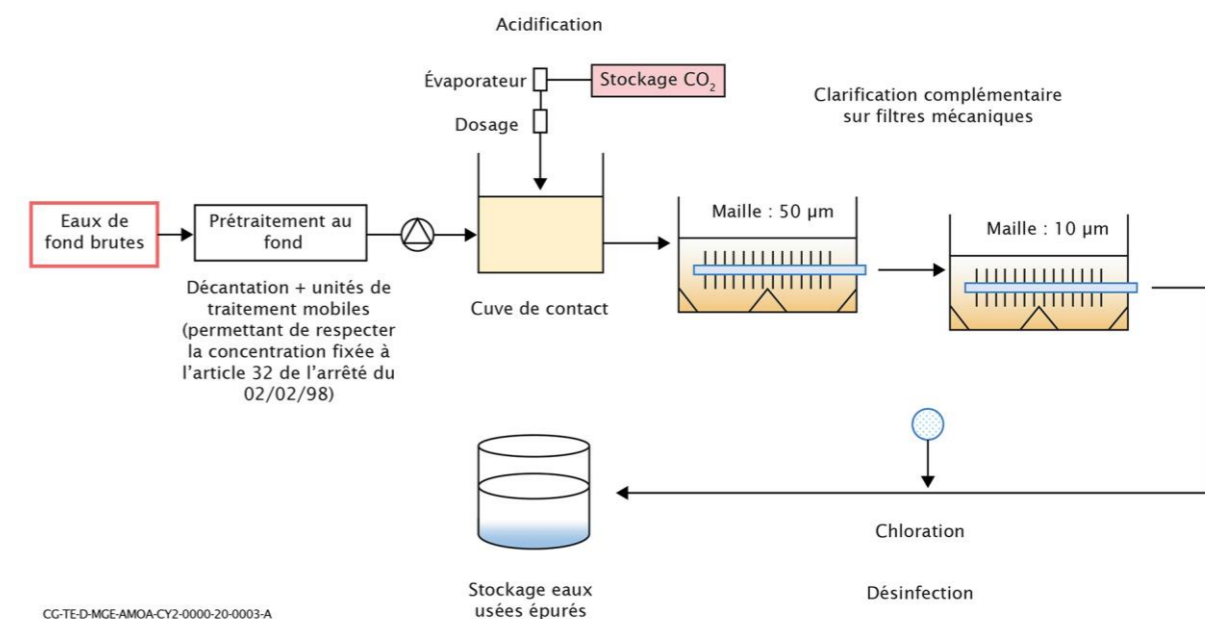 Acidification
Évaporateur
Stockage CO₂
Dosage
Clarification complémentaire
sur filtres mécaniques
Eaux de
fond brutes
Prétraitement au
fond
Maille : 50 µm
Maille : 10 µm
Décantation + unités de
traitement mobiles
(permettant de respecter
la concentration fixée à
l'article 32 de l'arrêté du
02/02/98)
Cuve de contact
Chloration
Stockage eaux
usées épurés
Désinfection
CG-TE-D-MGE-AMOA-CY2-0000-20-0003-A